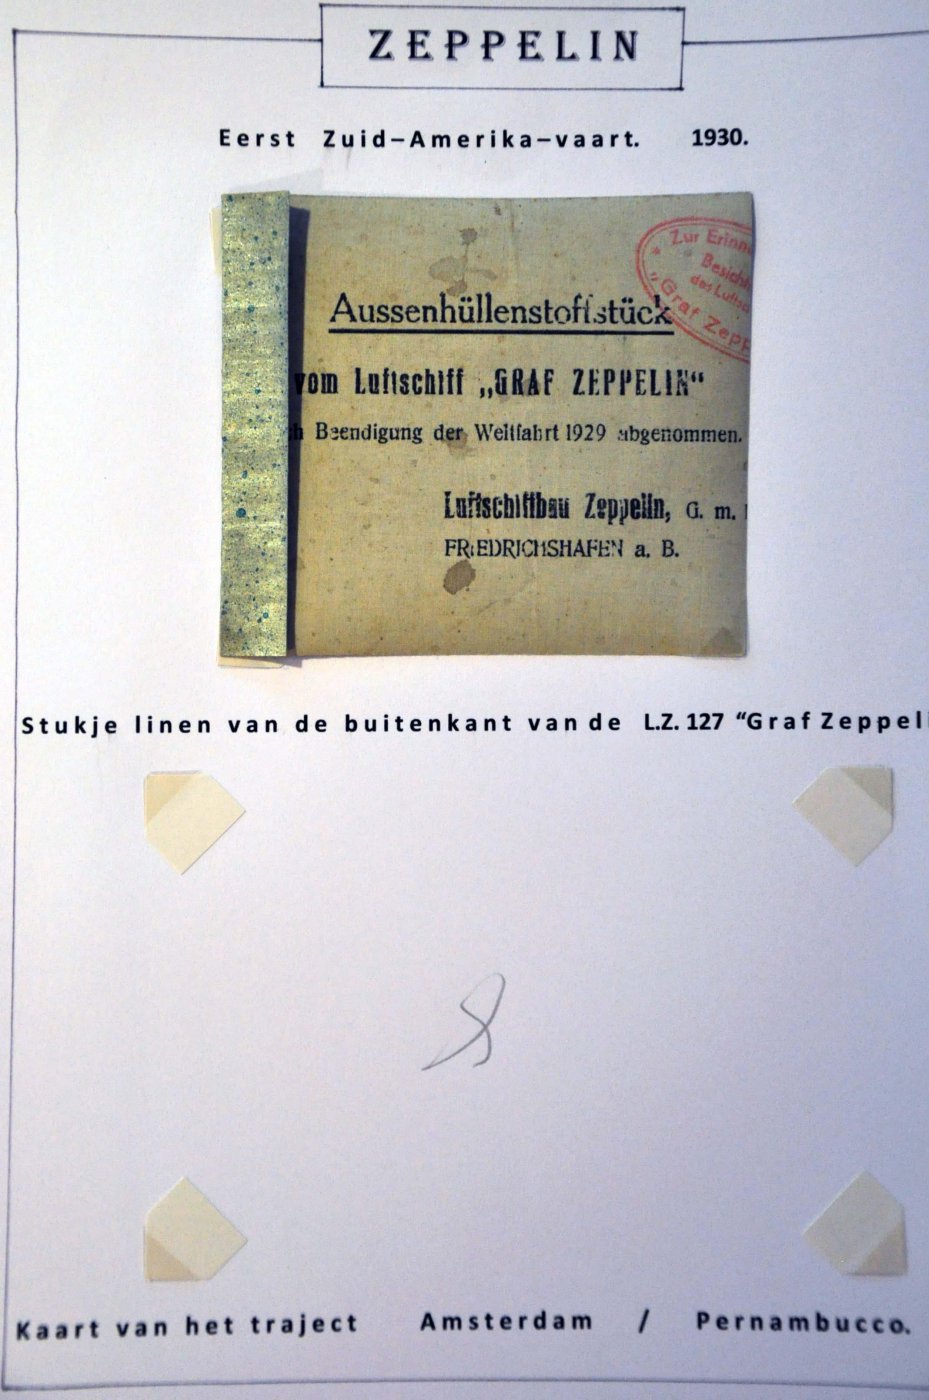 ZEPPELIN
Eerst Zuid–Amerika–vaart. 1930.
Zur Erinn
Besich
des Luftsc
"Graf Zepp
Aussenhüllenstoffstück
vom Luftschiff „GRAF ZEPPELIN“
h Beendigung der Weltfahrt 1929 abgenommen.
Luftschiffbau Zeppelin, G. m.
FRIEDRICHSHAFEN a. B.
Stukje linen van de buitenkant van de L.Z. 127 “Graf Zeppeli
Kaart van het traject Amsterdam / Pernambucco.